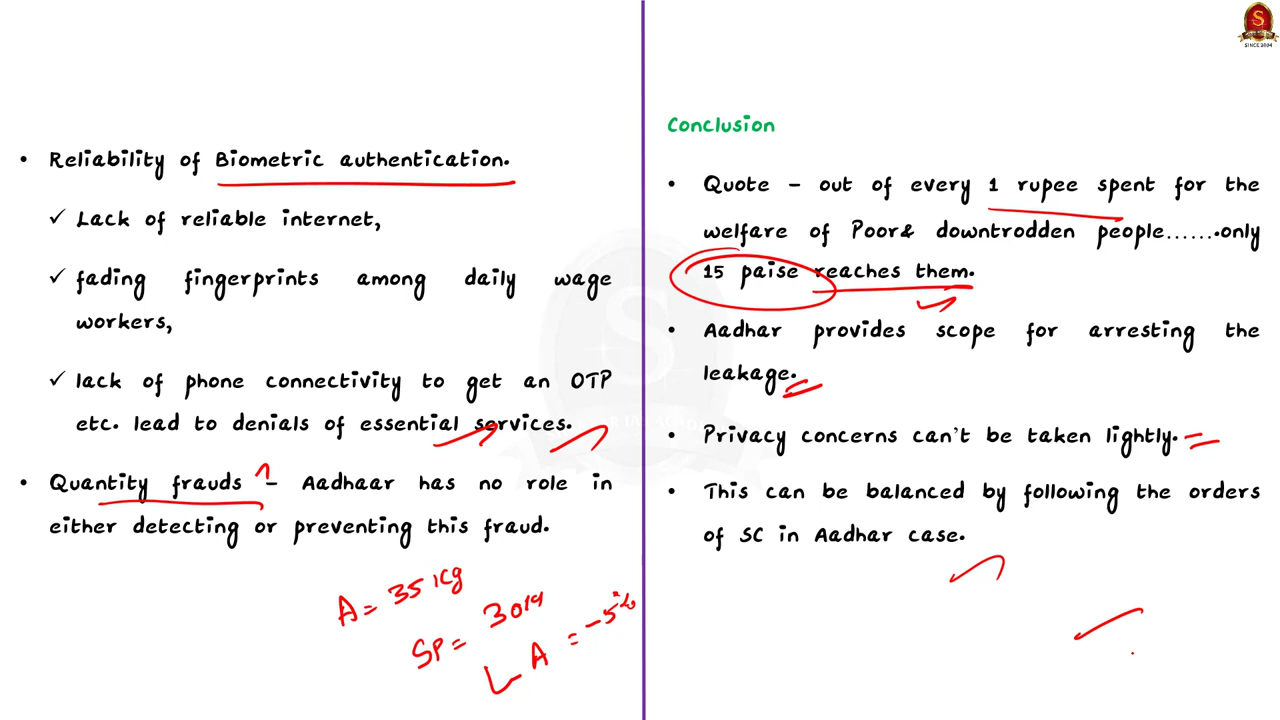 • Reliability of Biometric authentication.
✓ Lack of reliable internet,
✓ fading fingerprints among daily wage
workers,
✓ lack of phone connectivity to get an OTP
etc. lead to denials of essential services.
• Quantity frauds – Aadhaar has no role in
either detecting or preventing this fraud.
A = 35 Kg
SP =
A =
Conclusion
• Quote – out of every 1 rupee spent for the
welfare of Poor& downtrodden people.......only
15 paise reaches them.
• Aadhar provides scope for arresting the
leakage.
• Privacy concerns can't be taken lightly.
• This can be balanced by following the orders
of SC in Aadhar case.
S
SINCE 2004